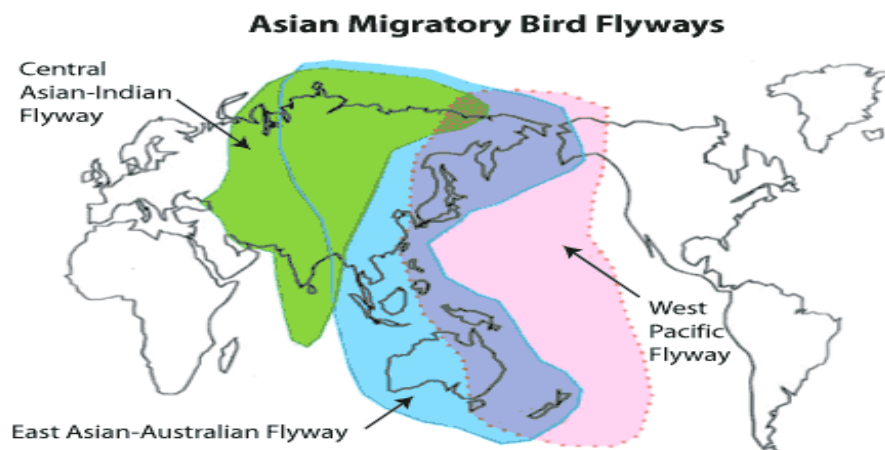 Asian Migratory Bird Flyways
Central
Asian-Indian
Flyway
West
Pacific
Flyway
East Asian-Australian Flyway